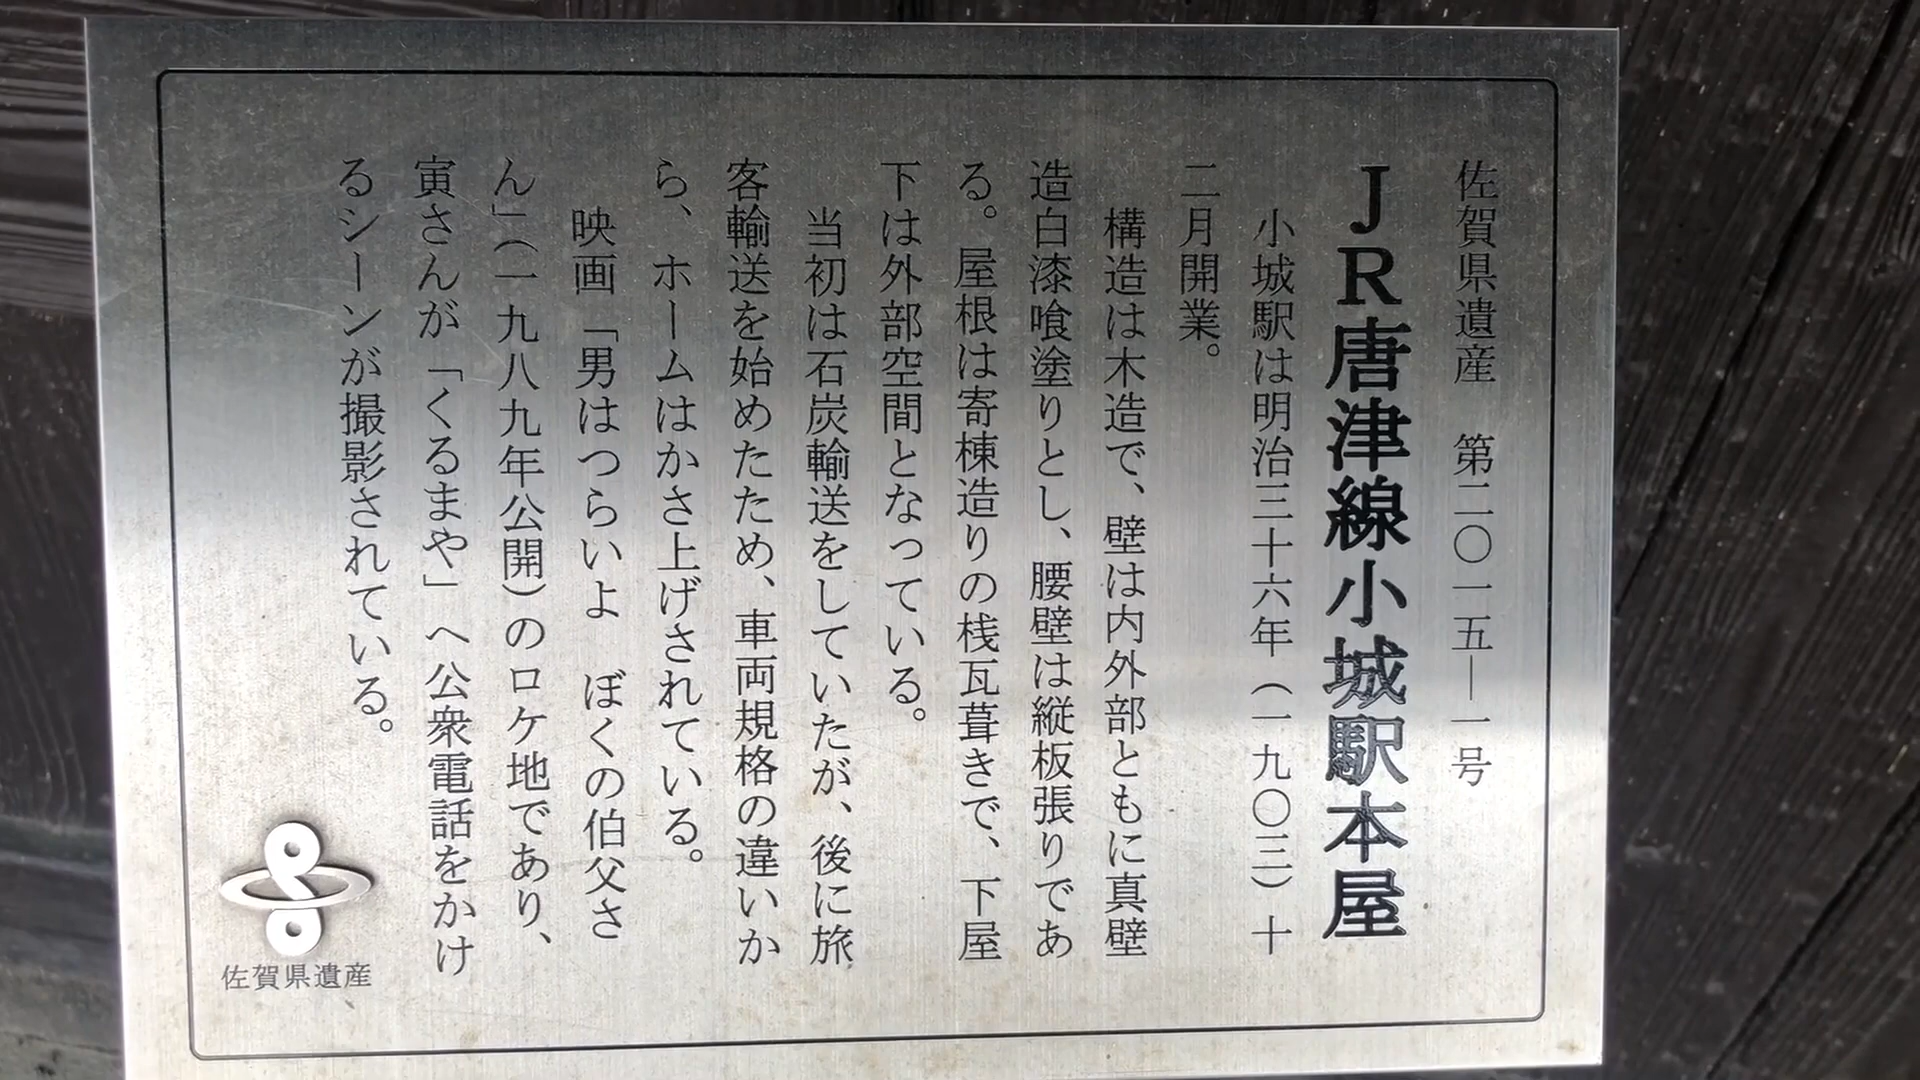 佐賀県遺産　第二〇一五―一号
ＪＲ唐津線小城駅本屋
　小城駅は明治三十六年（一九〇三）十
二月開業。
　構造は木造で、壁は内外部ともに真壁
造白漆喰塗りとし、腰壁は縦板張りであ
る。屋根は寄棟造りの桟瓦葺きで、下屋
下は外部空間となっている。
　当初は石炭輸送をしていたが、後に旅
客輸送を始めたため、車両規格の違いか
ら、ホームはかさ上げされている。
　映画「男はつらいよ　ぼくの伯父さ
ん」（一九八九年公開）のロケ地であり、
寅さんが「くるまや」へ公衆電話をかけ
るシーンが撮影されている。
佐賀県遺産